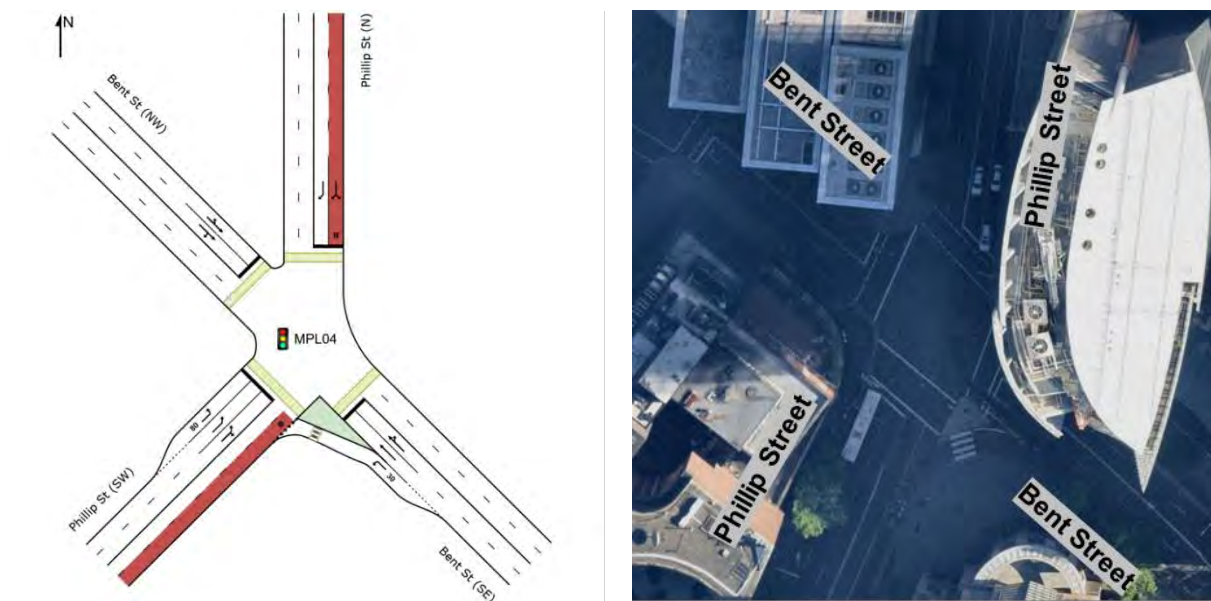 N
Phillip St (N)
Bent St (NW)
MPL04
80
30
Phillip St (SW)
Bent St (SE)
Bent Street
Phillip Street
Phillip Street
Bent Street